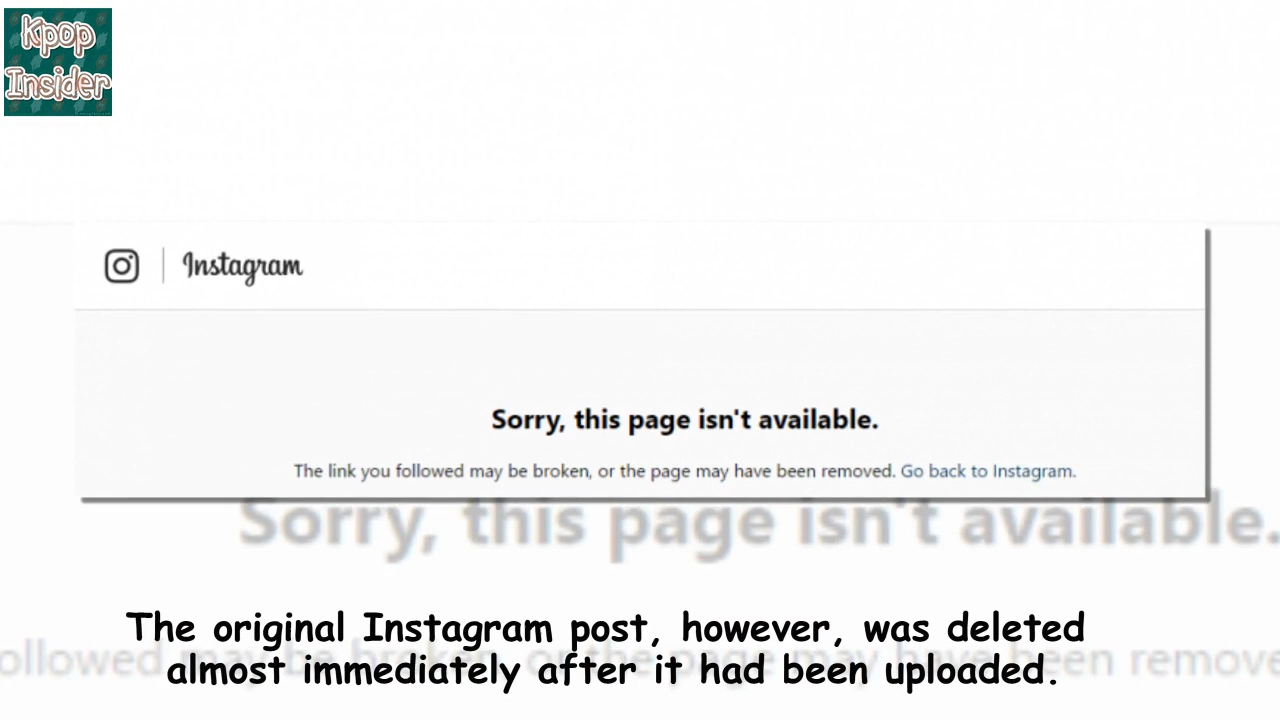 Kpop
Insider
Instagram
Sorry, this page isn't available.
The link you followed may be broken, or the page may have been removed. Go back to Instagram.
Sorry, this page isn't available.
The original Instagram post, however, was deleted
almost immediately after it had been uploaded.